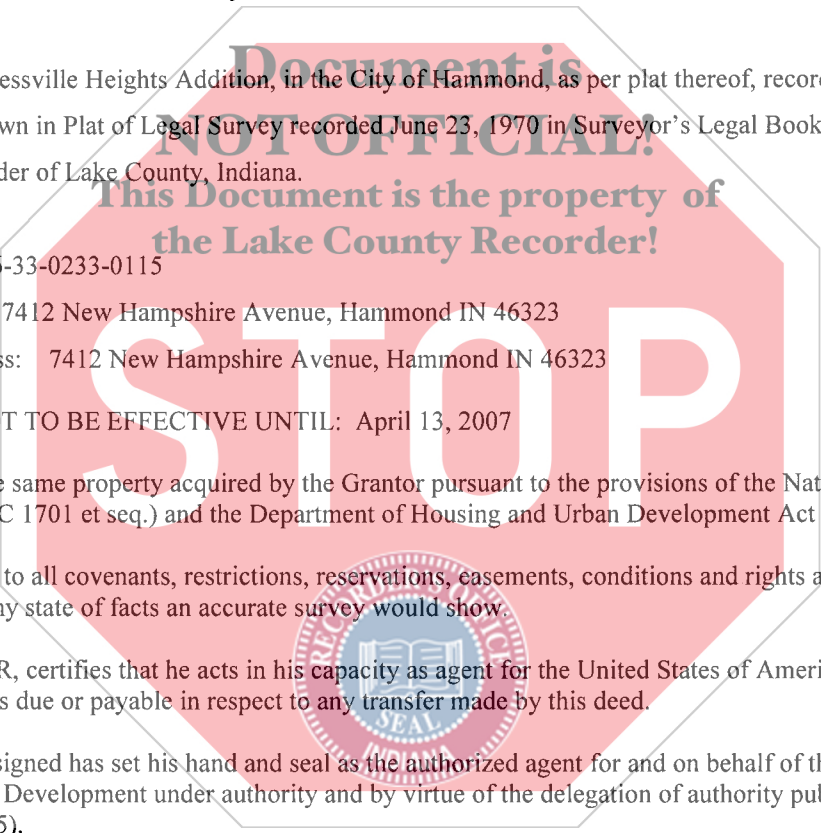 Document is
essville Heights Addition, in the City of Hammond, as per plat thereof, recor
wn in Plat of Legal Survey recorded June 23, 1970 in Surveyor's Legal Book
NOT OFFICIAL!
der of Lake County, Indiana.
This Document is the property of
the Lake County Recorder!
-33-0233-0115
7412 New Hampshire Avenue, Hammond IN 46323
ss: 7412 New Hampshire Avenue, Hammond IN 46323
STOP
T TO BE EFFECTIVE UNTIL: April 13, 2007
e same property acquired by the Grantor pursuant to the provisions of the Nat
C 1701 et seq.) and the Department of Housing and Urban Development Act
to all covenants, restrictions, reservations, easements, conditions and rights a
ny state of facts an accurate survey would show.
R, certifies that he acts in his capacity as agent for the United States of Ameri
s due or payable in respect to any transfer made by this deed.
signed has set his hand and seal as the authorized agent for and on behalf of th
Development under authority and by virtue of the delegation of authority pub
5).
RECORDER'S OFFICE
SEAL
INDIANA